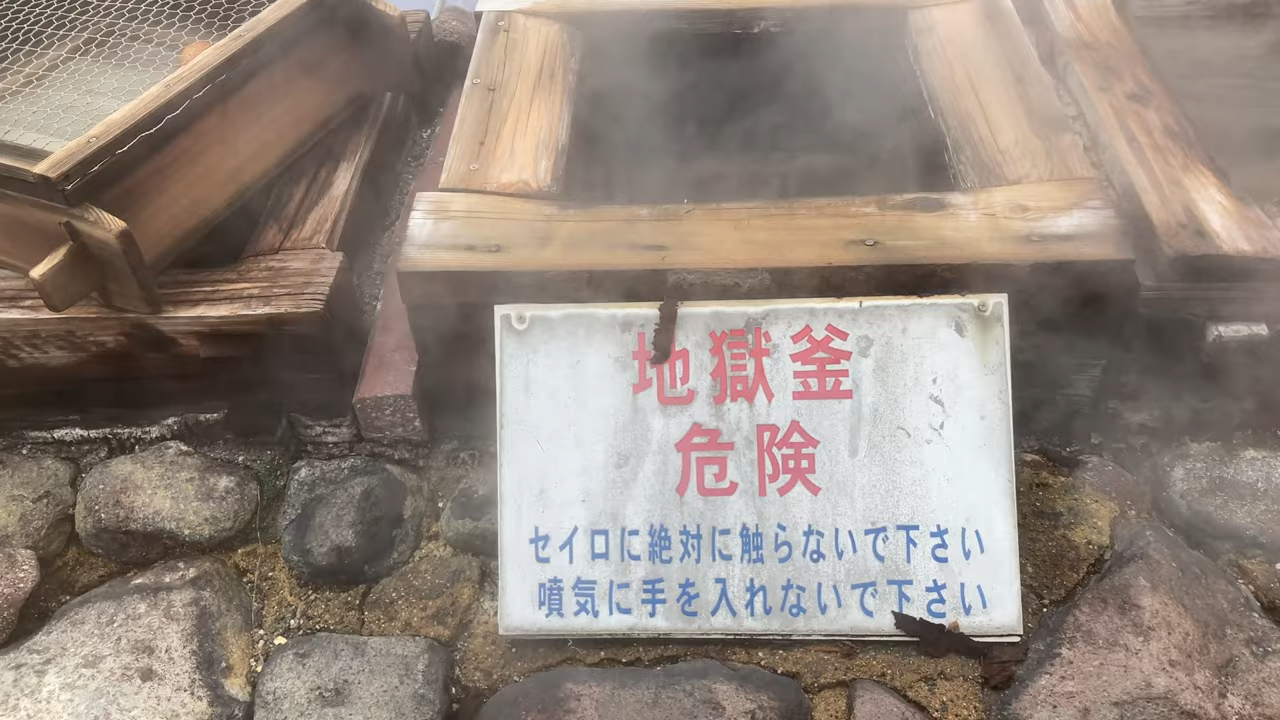 地獄釜
危険
セイロに絶対に触らないで下さい
噴気に手を入れないで下さい